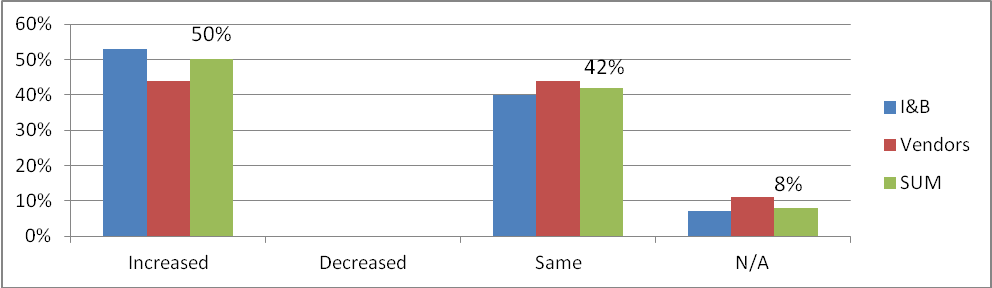 60%
50%
40%
30%
20%
10%
0%
50%
42%
8%
Increased
Decreased
Same
N/A
I&B
Vendors
SUM